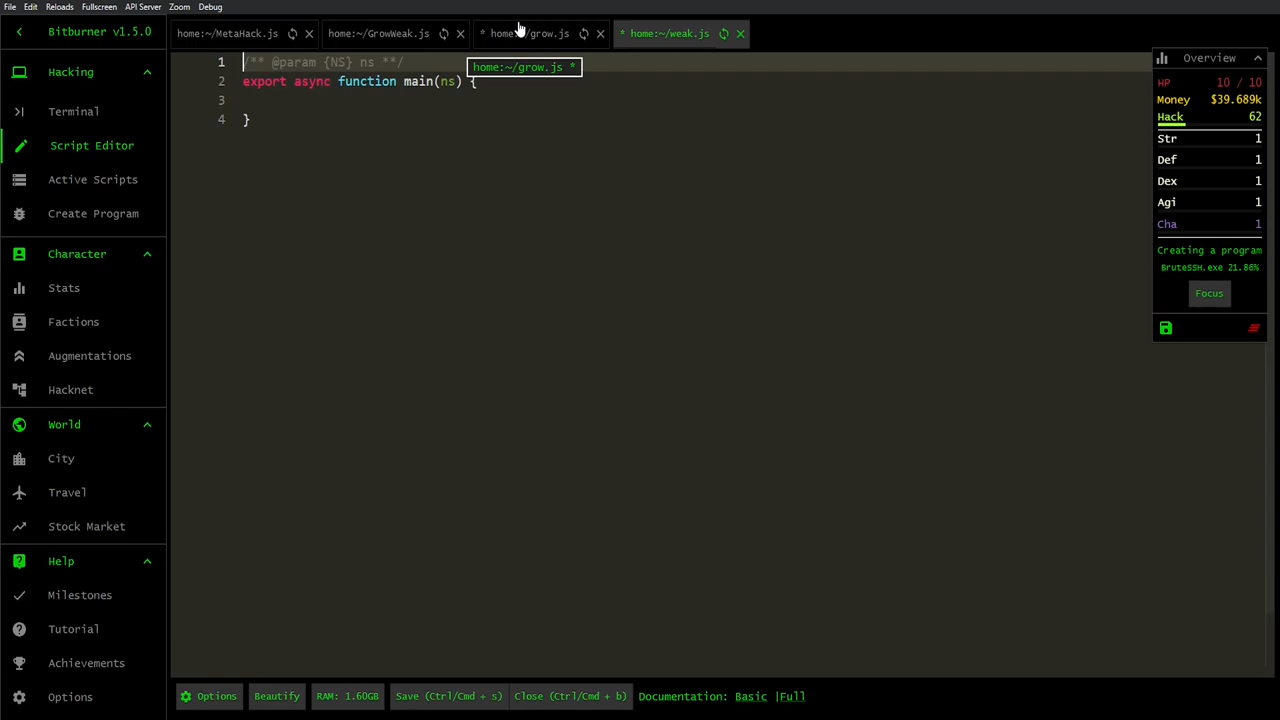 File Edit Reloads Fullscreen API Server Zoom Debug
Bitburner v1.5.0
Hacking
Terminal
Script Editor
Active Scripts
Create Program
Character
Stats
Factions
Augmentations
Hacknet
World
City
Travel
Stock Market
Help
Milestones
Tutorial
Achievements
Options
home:~/MetaHack.js
home:~/GrowWeak.js
* home:~/grow.js
* home:~/weak.js
home:~/grow.js *
1 /** @param {NS} ns **/
2 export async function main(ns) {
3
4 }
Overview
HP 10 / 10
Money $39.689k
Hack 62
Str 1
Def 1
Dex 1
Agi 1
Cha 1
Creating a program
BruteSSH.exe 21.86%
Focus
Options Beautify RAM: 1.60GB Save (Ctrl/Cmd + s) Close (Ctrl/Cmd + b) Documentation: Basic |Full